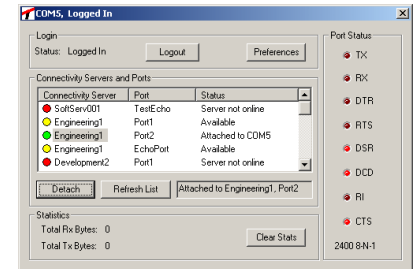 COM5, Logged In
Login
Status: Logged In
Logout
Preferences
Connectivity Servers and Ports
Connectivity Server Port Status
SoftServ001 TestEcho Server not online
Engineering1 Port1 Available
Engineering1 Port2 Attached to COM5
Engineering1 EchoPort Available
Development2 Port1 Server not online
Detach
Refresh List
Attached to Engineering1, Port2
Statistics
Total Rx Bytes: 0
Total Tx Bytes: 0
Clear Stats
Port Status
TX
RX
DTR
RTS
DSR
DCD
RI
CTS
2400 8-N-1